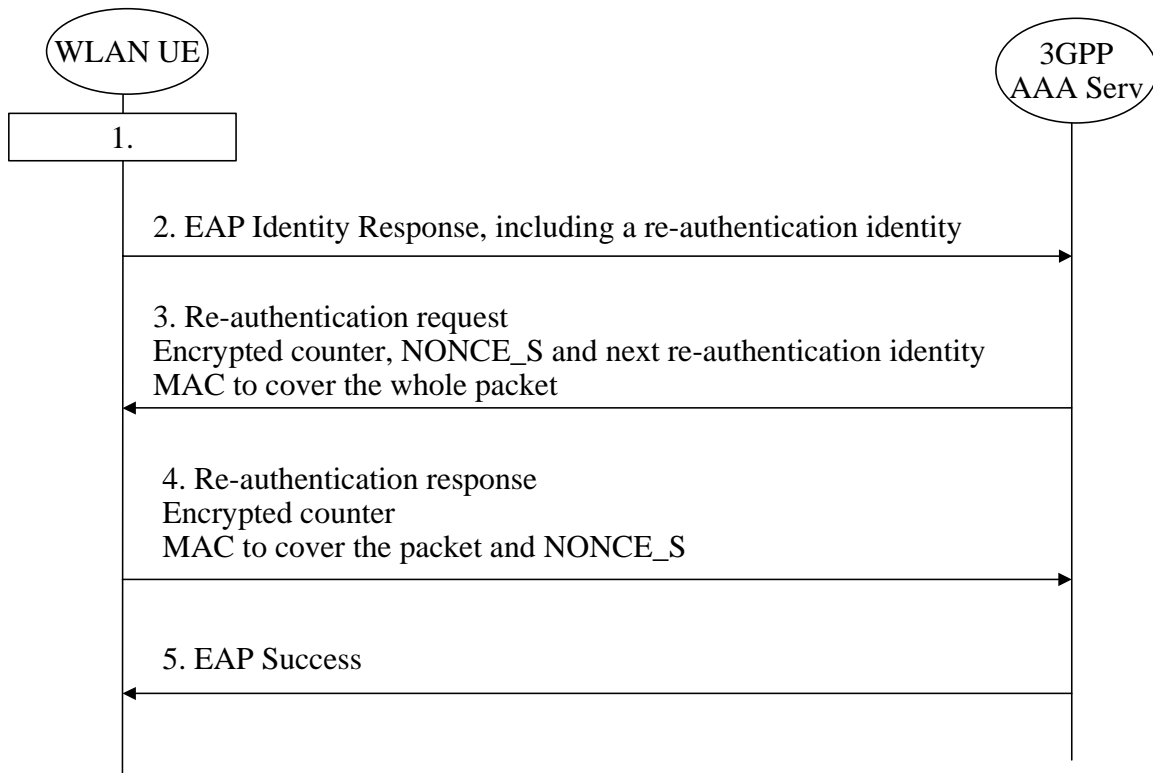 WLAN UE
3GPP
AAA Serv
1.
2. EAP Identity Response, including a re-authentication identity
3. Re-authentication request
Encrypted counter, NONCE_S and next re-authentication identity
MAC to cover the whole packet
4. Re-authentication response
Encrypted counter
MAC to cover the packet and NONCE_S
5. EAP Success